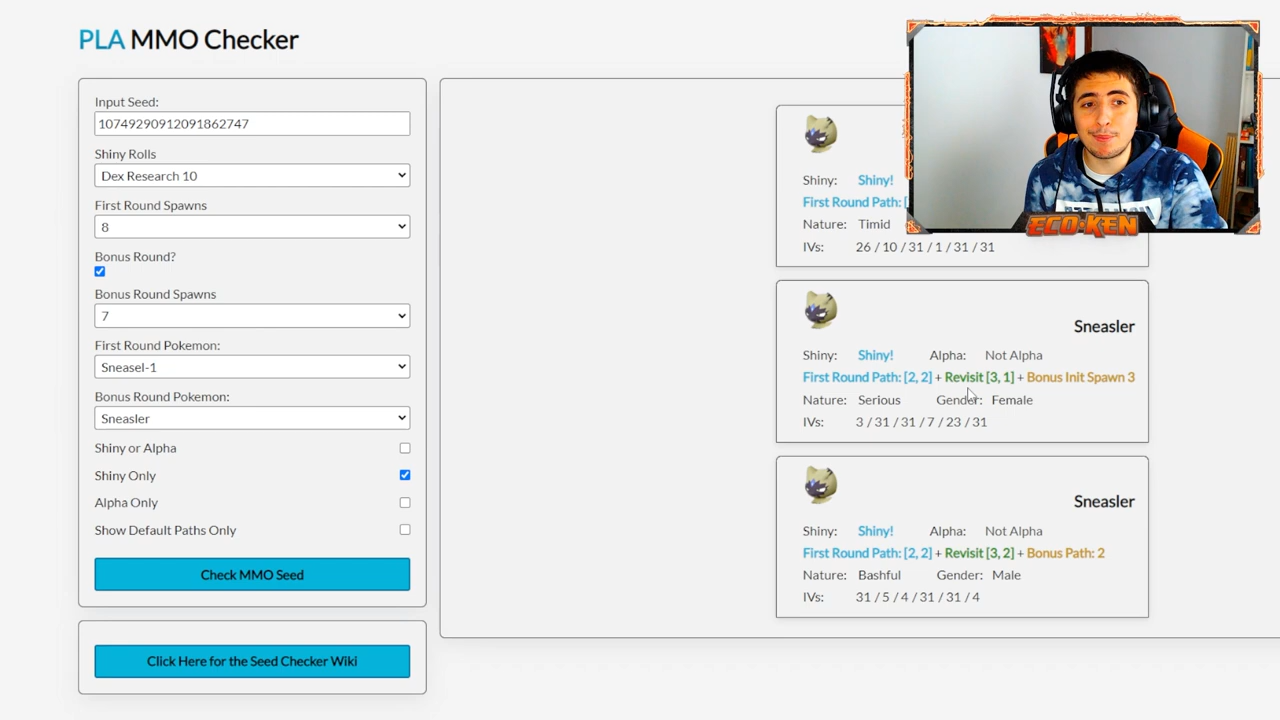 PLA MMO Checker
Input Seed:
10749290912091862747
Shiny Rolls
Dex Research 10
First Round Spawns
8
Bonus Round?
Bonus Round Spawns
7
First Round Pokemon:
Sneasel-1
Bonus Round Pokemon:
Sneasler
Shiny or Alpha
Shiny Only
Alpha Only
Show Default Paths Only
Check MMO Seed
Click Here for the Seed Checker Wiki
Shiny: Shiny!
First Round Path: [
Nature: Timid
IVs: 26 / 10 / 31 / 1 / 31 / 31
Sneasler
Shiny: Shiny! Alpha: Not Alpha
First Round Path: [2, 2] + Revisit [3, 1] + Bonus Init Spawn 3
Nature: Serious Gender: Female
IVs: 3 / 31 / 31 / 7 / 23 / 31
Sneasler
Shiny: Shiny! Alpha: Not Alpha
First Round Path: [2, 2] + Revisit [3, 2] + Bonus Path: 2
Nature: Bashful Gender: Male
IVs: 31 / 5 / 4 / 31 / 31 / 4
ECO-KEN